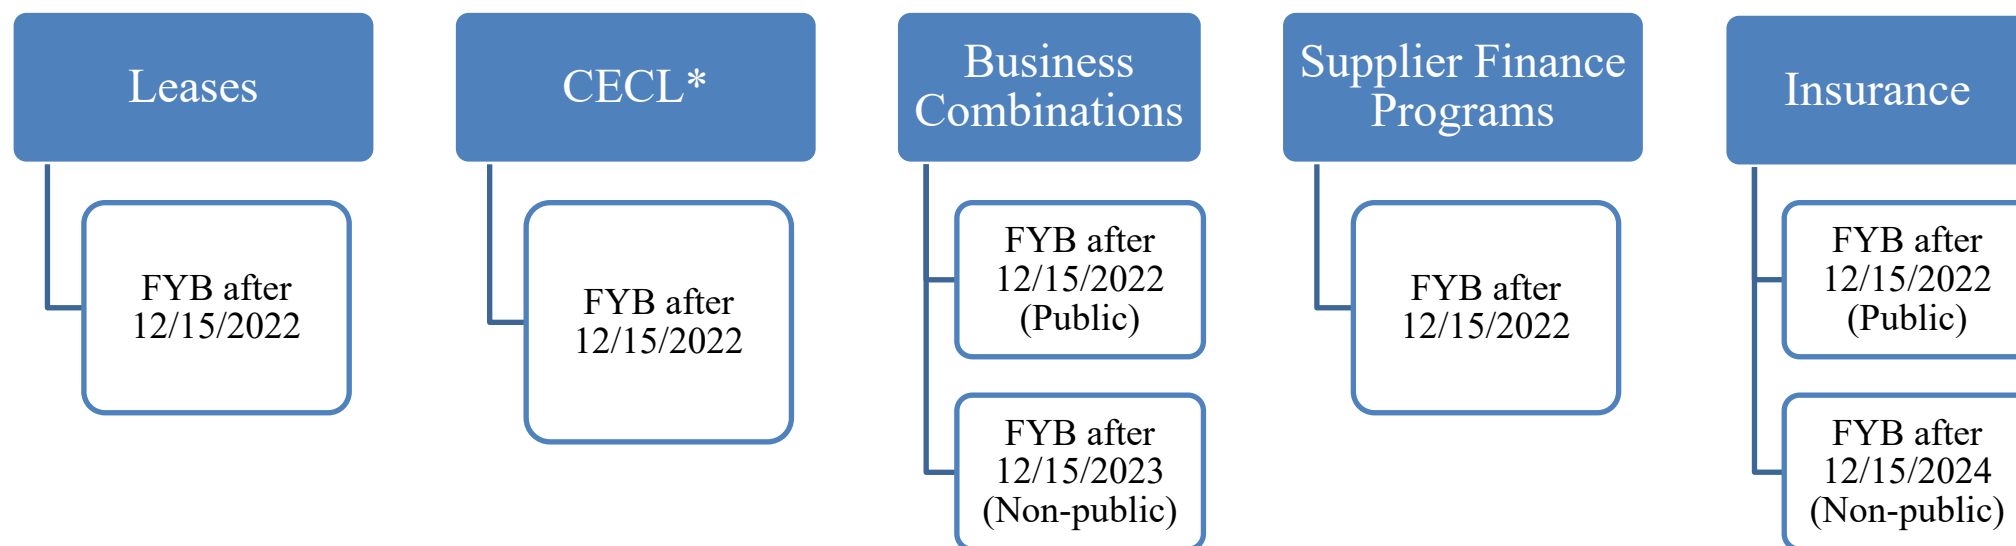 Leases
FYB after
12/15/2022
CECL*
FYB after
12/15/2022
Business
Combinations
FYB after
12/15/2022
(Public)
FYB after
12/15/2023
(Non-public)
Supplier Finance
Programs
FYB after
12/15/2022
Insurance
FYB after
12/15/2022
(Public)
FYB after
12/15/2024
(Non-public)